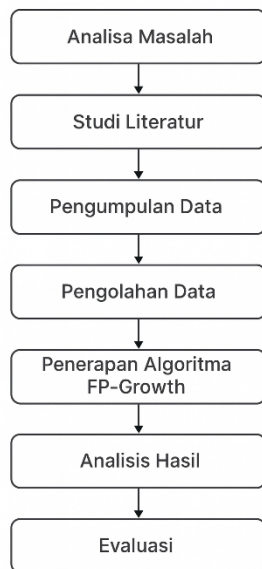 Analisa Masalah
Studi Literatur
Pengumpulan Data
Pengolahan Data
Penerapan Algoritma
FP-Growth
Analisis Hasil
Evaluasi